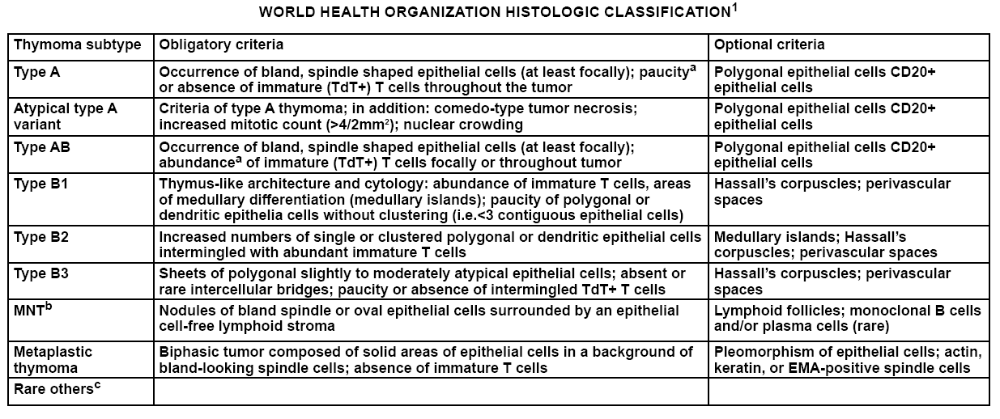 WORLD HEALTH ORGANIZATION HISTOLOGIC CLASSIFICATION1
Thymoma subtype
Obligatory criteria
Optional criteria
Type A
Occurrence of bland, spindle shaped epithelial cells (at least focally); paucitya
or absence of immature (TdT+) T cells throughout the tumor
Polygonal epithelial cells CD20+
epithelial cells
Atypical type A
variant
Criteria of type A thymoma; in addition: comedo-type tumor necrosis;
increased mitotic count (>4/2mm2); nuclear crowding
Polygonal epithelial cells CD20+
epithelial cells
Type AB
Occurrence of bland, spindle shaped epithelial cells (at least focally);
abundancea of immature (TdT+) T cells focally or throughout tumor
Polygonal epithelial cells CD20+
epithelial cells
Type B1
Thymus-like architecture and cytology: abundance of immature T cells, areas
of medullary differentiation (medullary islands); paucity of polygonal or
dendritic epithelia cells without clustering (i.e.<3 contiguous epithelial cells)
Hassall's corpuscles; perivascular
spaces
Type B2
Increased numbers of single or clustered polygonal or dendritic epithelial cells
intermingled with abundant immature T cells
Medullary islands; Hassall's
corpuscles; perivascular spaces
Type B3
Sheets of polygonal slightly to moderately atypical epithelial cells; absent or
rare intercellular bridges; paucity or absence of intermingled TdT+ T cells
Hassall's corpuscles; perivascular
spaces
MNTb
Nodules of bland spindle or oval epithelial cells surrounded by an epithelial
cell-free lymphoid stroma
Lymphoid follicles; monoclonal B cells
and/or plasma cells (rare)
Metaplastic
thymoma
Biphasic tumor composed of solid areas of epithelial cells in a background of
bland-looking spindle cells; absence of immature T cells
Pleomorphism of epithelial cells; actin,
keratin, or EMA-positive spindle cells
Rare othersc